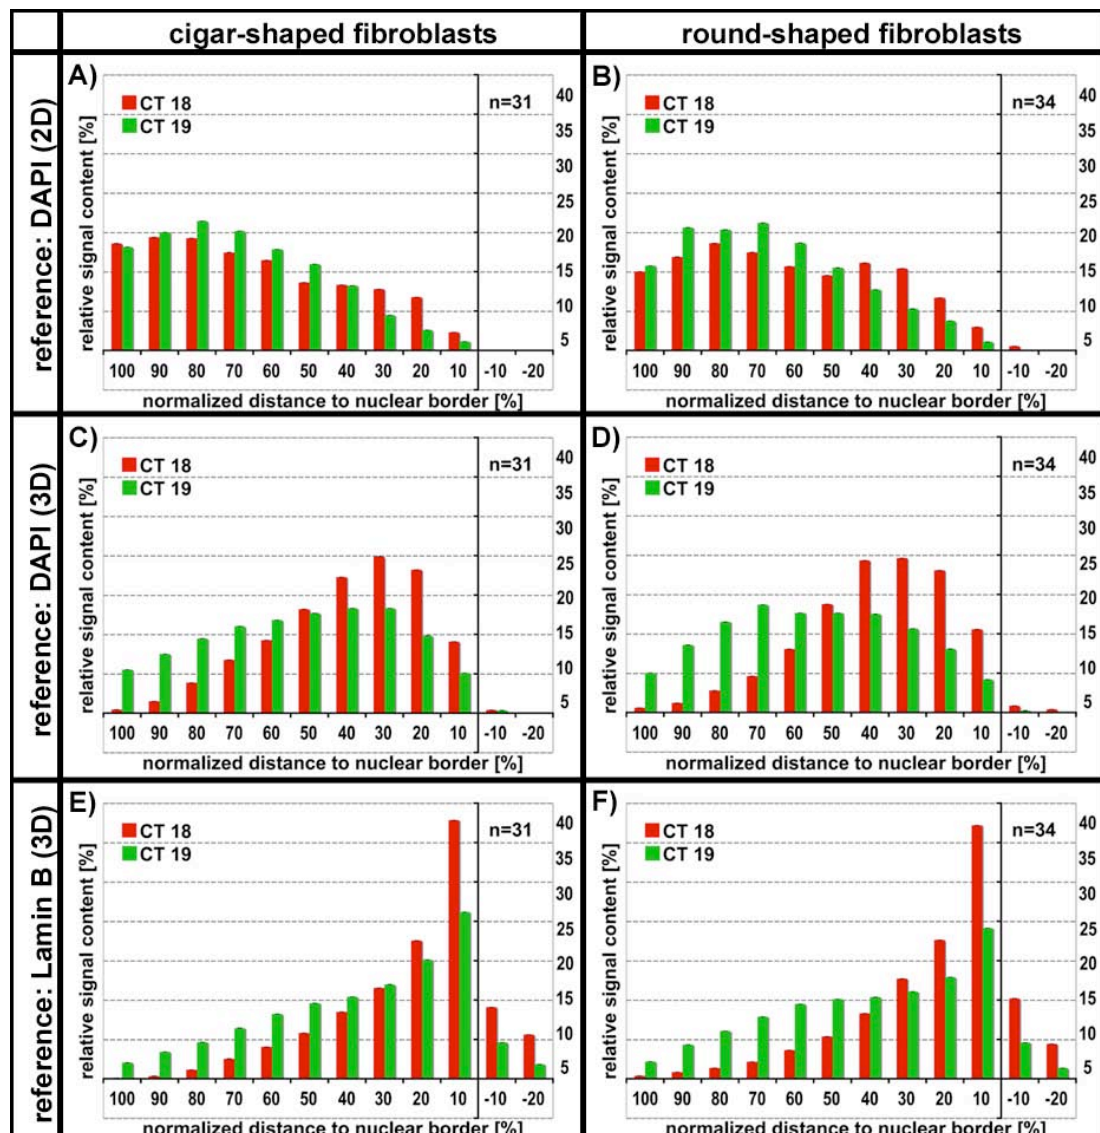 cigar-shaped fibroblasts
round-shaped fibroblasts
reference: DAPI (2D)
A)
relative signal content [%]
CT 18
CT 19
n=31
40
35
30
25
20
15
10
5
100 90 80 70 60 50 40 30 20 10 -10 -20
normalized distance to nuclear border [%]
B)
relative signal content [%]
CT 18
CT 19
n=34
40
35
30
25
20
15
10
5
100 90 80 70 60 50 40 30 20 10 -10 -20
normalized distance to nuclear border [%]
reference: DAPI (3D)
C)
relative signal content [%]
CT 18
CT 19
n=31
40
35
30
25
20
15
10
5
100 90 80 70 60 50 40 30 20 10 -10 -20
normalized distance to nuclear border [%]
D)
relative signal content [%]
CT 18
CT 19
n=34
40
35
30
25
20
15
10
5
100 90 80 70 60 50 40 30 20 10 -10 -20
normalized distance to nuclear border [%]
reference: Lamin B (3D)
E)
relative signal content [%]
CT 18
CT 19
n=31
40
35
30
25
20
15
10
5
100 90 80 70 60 50 40 30 20 10 -10 -20
normalized distance to nuclear border [%]
F)
relative signal content [%]
CT 18
CT 19
n=34
40
35
30
25
20
15
10
5
100 90 80 70 60 50 40 30 20 10 -10 -20
normalized distance to nuclear border [%]